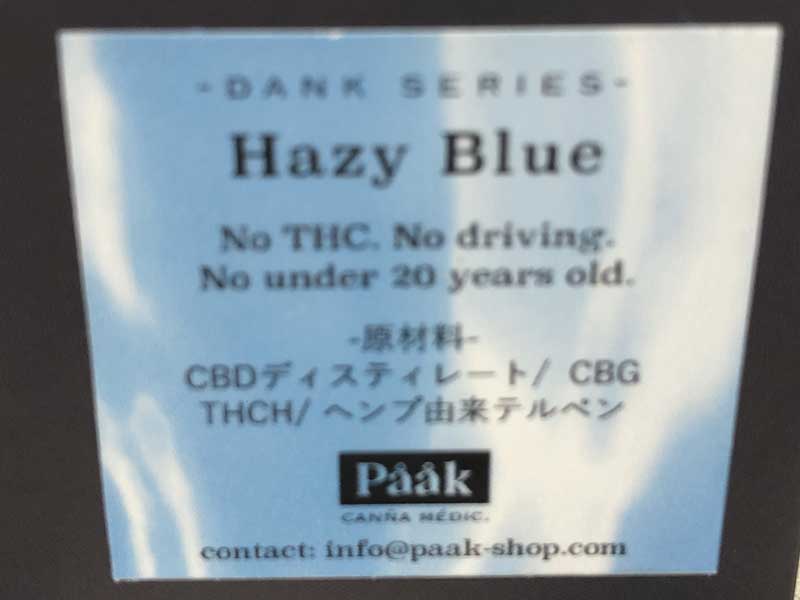 -DANK SERIES-
Hazy Blue
No THC. No driving.
No under 20 years old.
-原材料-
CBDディスティレート/ CBG
THCH/ ヘンプ由来テルペン
Pååk
CANÑA MÉDIC.
contact: info@paak-shop.com